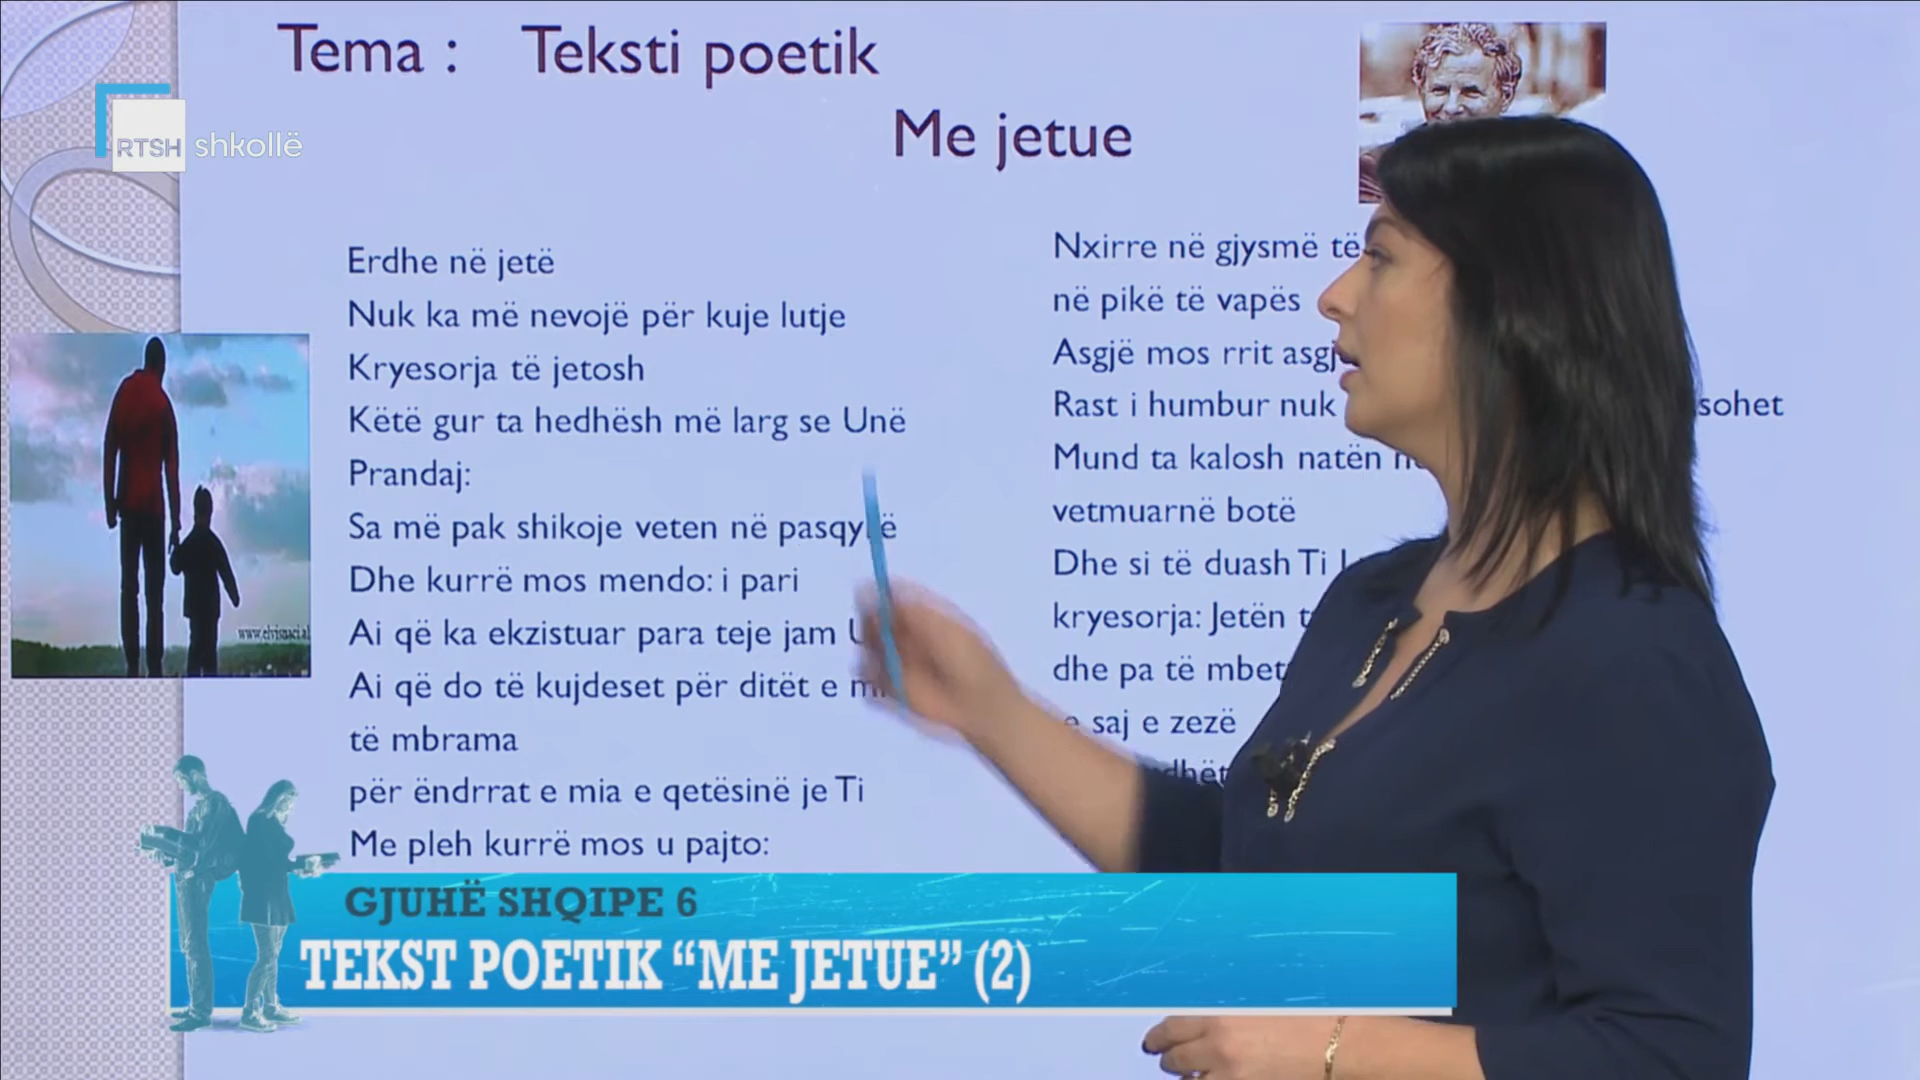 Tema : Teksti poetik
Me jetue
RTSH shkollë
Erdhe në jetë
Nuk ka më nevojë për kuje lutje
Kryesorja të jetosh
Këtë gur ta hedhësh më larg se Unë
Prandaj:
Sa më pak shikoje veten në
Dhe kurrë mos mendo: i pari
Ai që ka ekzistuar para teje jam
Ai që do të kujdeset për ditët e
të mbrama
për ëndrrat e mia e qetësinë je Ti
Me pleh kurrë mos u pajto:
Nxirre në gjysmë të
në pikë të vapës
Asgjë mos rrit
Rast i humbur nuk sohet
Mund ta kalosh natën
vetmuarnë botë
Dhe si të duash Ti
kryesorja: Jetën
dhe pa të
e saj e zezë
www.elvisnaci.al
GJUHË SHQIPE 6
TEKST POETIK “ME JETUE” (2)